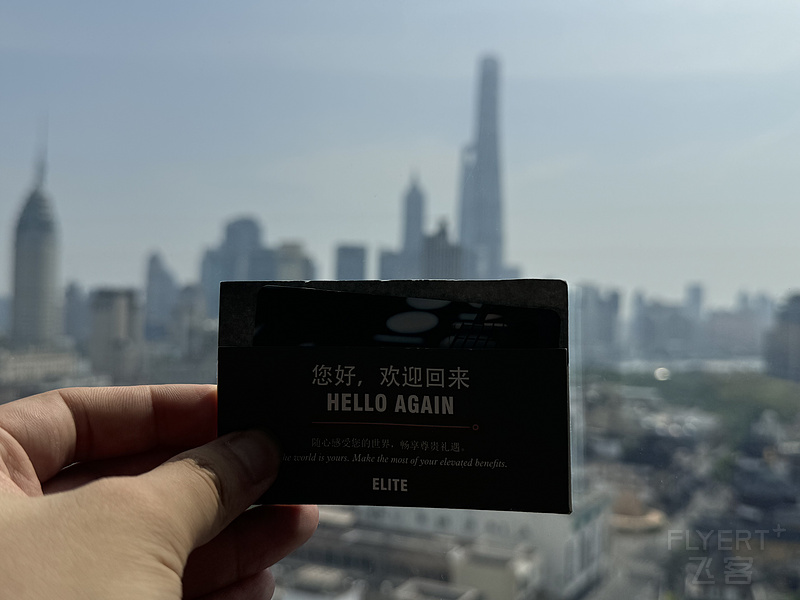 您好，欢迎回来
HELLO AGAIN
随心感受您的世界，畅享尊贵礼遇。
world is yours. Make the most of your elevated benefits.
ELITE
FLYERT+
飞客